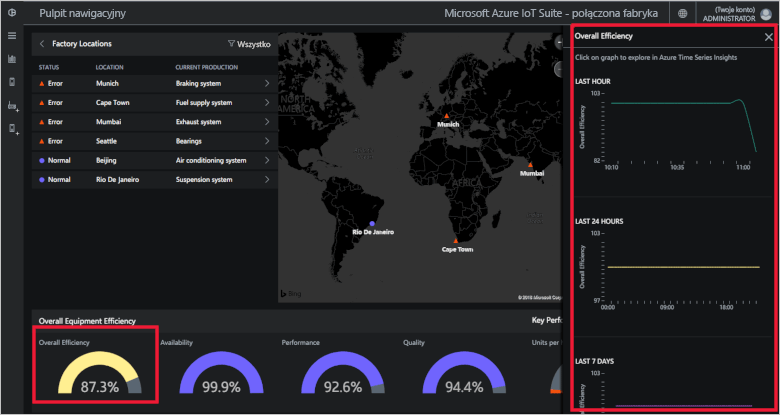 Pulpit nawigacyjny
Microsoft Azure IoT Suite - połączona fabryka
(Twoje konto)
ADMINISTRATOR
Factory Locations
Wszystko
STATUS LOCATION CURRENT PRODUCTION
Error Munich Braking system
Error Cape Town Fuel supply system
Error Mumbai Exhaust system
Error Seattle Bearings
Normal Beijing Air conditioning system
Normal Rio De Janeiro Suspension system
NORTH
AMERICA
AFRICA
Munich
Mumbai
Rio De Janeiro
Cape Town
Bing
© 2018 Microsoft Corp
Overall Equipment Efficiency
Key Perfo
Overall Efficiency
87.3%
Availability
99.9%
Performance
92.6%
Quality
94.4%
Units per
Overall Efficiency
Click on graph to explore in Azure Time Series Insights
LAST HOUR
103
Overall Efficiency
82
10:10 10:35 11:00
LAST 24 HOURS
103
Overall Efficiency
97
00:00 09:00 18:00
LAST 7 DAYS
103
Efficiency